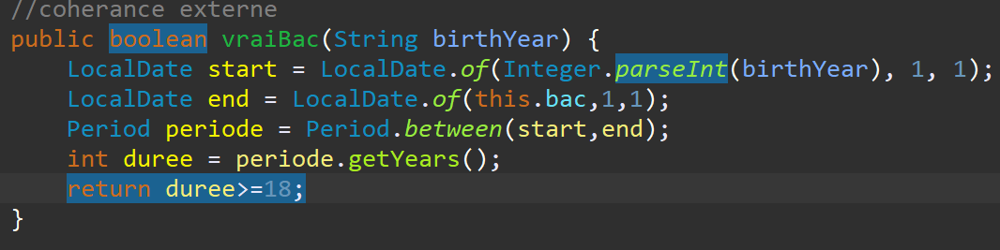 //coherance externe
public boolean vraiBac(String birthYear) {
    LocalDate start = LocalDate.of(Integer.parseInt(birthYear), 1, 1);
    LocalDate end = LocalDate.of(this.bac,1,1);
    Period periode = Period.between(start,end);
    int duree = periode.getYears();
    return duree>=18;
}